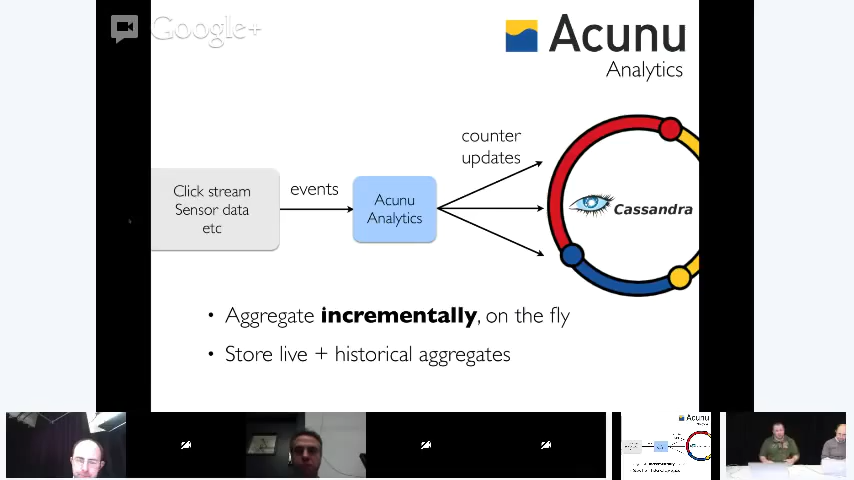 Google+
Acunu
Analytics
counter
updates
Click stream
Sensor data
etc
events
Acunu
Analytics
Cassandra
• Aggregate incrementally, on the fly
• Store live + historical aggregates